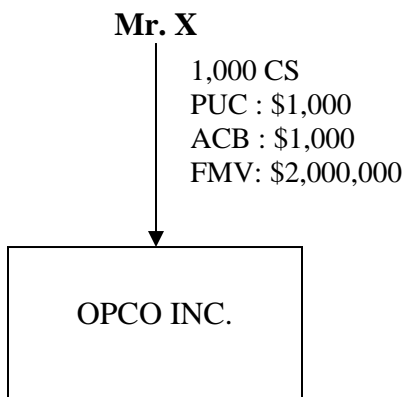 Mr. X
1,000 CS
PUC : $1,000
ACB : $1,000
FMV: $2,000,000
OPCO INC.